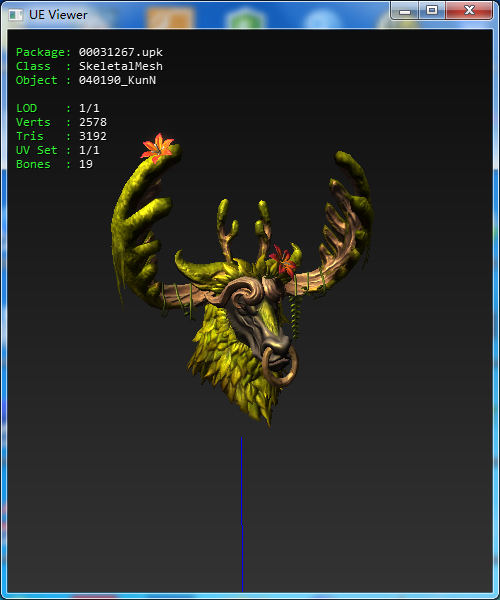 UE Viewer
Package: 00031267.upk
Class : SkeletalMesh
Object : 040190_KunN
LOD : 1/1
Verts : 2578
Tris : 3192
UV Set : 1/1
Bones : 19